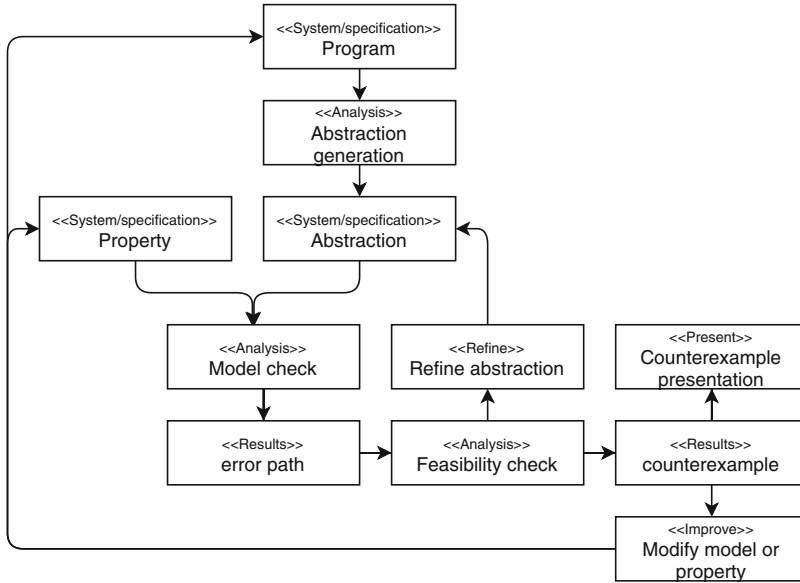 <<System/specification>>
Program
<<Analysis>>
Abstraction
generation
<<System/specification>>
Property
<<System/specification>>
Abstraction
<<Analysis>>
Model check
<<Refine>>
Refine abstraction
<<Present>>
Counterexample
presentation
<<Results>>
error path
<<Analysis>>
Feasibility check
<<Results>>
counterexample
<<Improve>>
Modify model or
property